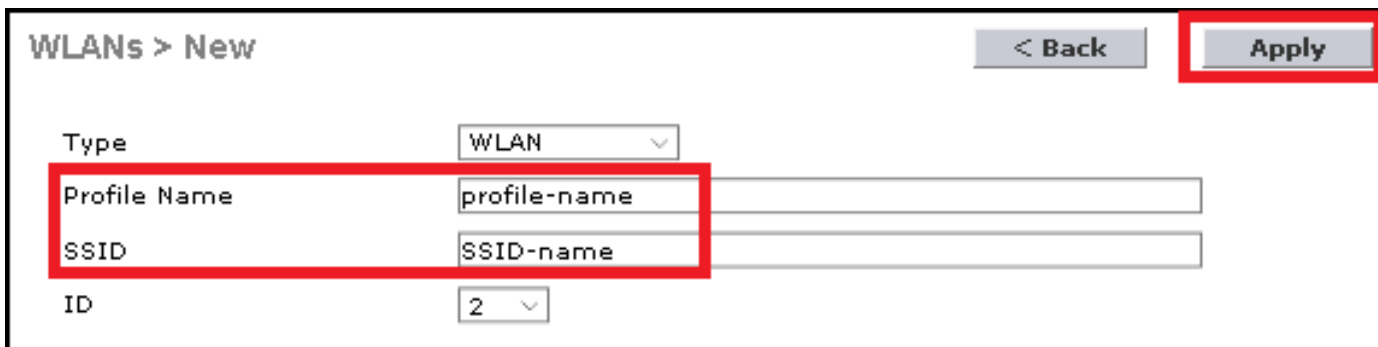 WLANs > New
< Back
Apply
Type
WLAN
Profile Name
profile-name
SSID
SSID-name
ID
2